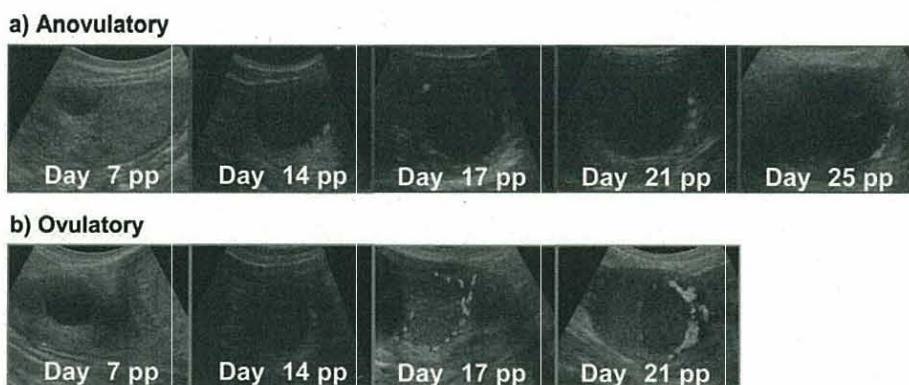 a) Anovulatory
Day 7 pp Day 14 pp Day 17 pp Day 21 pp Day 25 pp
b) Ovulatory
Day 7 pp Day 14 pp Day 17 pp Day 21 pp